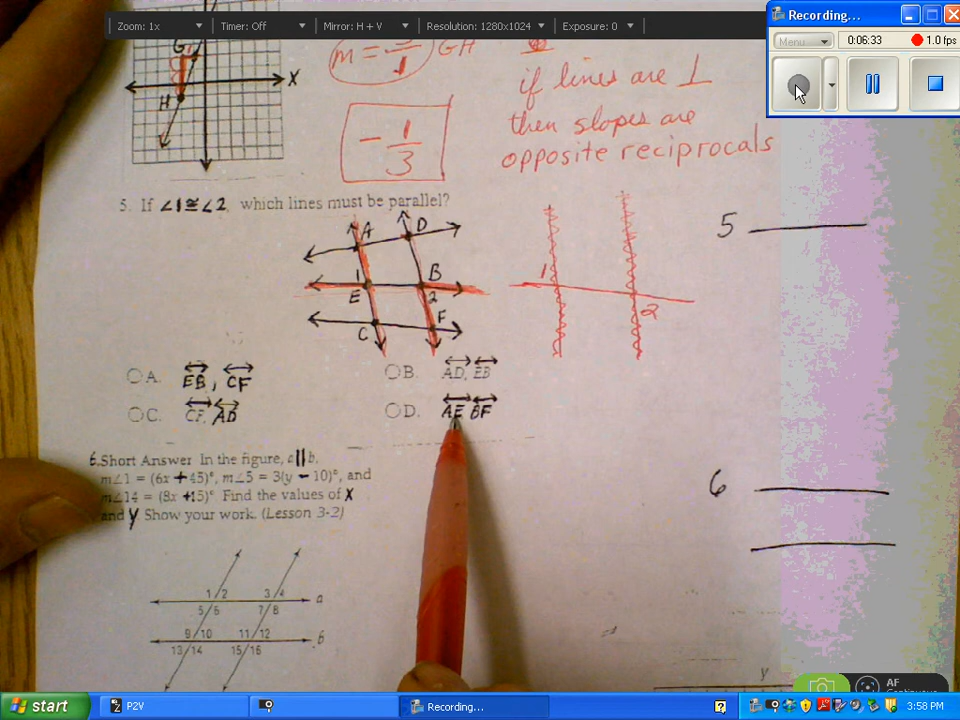 Zoom: 1x
Timer: Off
Mirror: H + V
Resolution: 1280x1024
Exposure: 0
Recording...
Menu
0:06:33
1.0 fps
G
X
H
m = /1 GH
- 1/3
if lines are ⊥
then slopes are
opposite reciprocals
5. If ∠1≅∠2, which lines must be parallel?
A D
1 B
E 2
C F
1
2
5
A. EB, CF
B. AD, EB
C. CF, AD
D. AE BF
6. Short Answer In the figure, a||b,
m∠1 = (6x + 45)°, m∠5 = 3(y - 10)°, and
m∠14 = (8x + 15)° Find the values of X
and y Show your work. (Lesson 3-2)
6
1 2 3 4 a
5 6 7 8
9 10 11 12 b
13 14 15 16
y
AF
Continuous
start
P2V
Recording...
3:58 PM